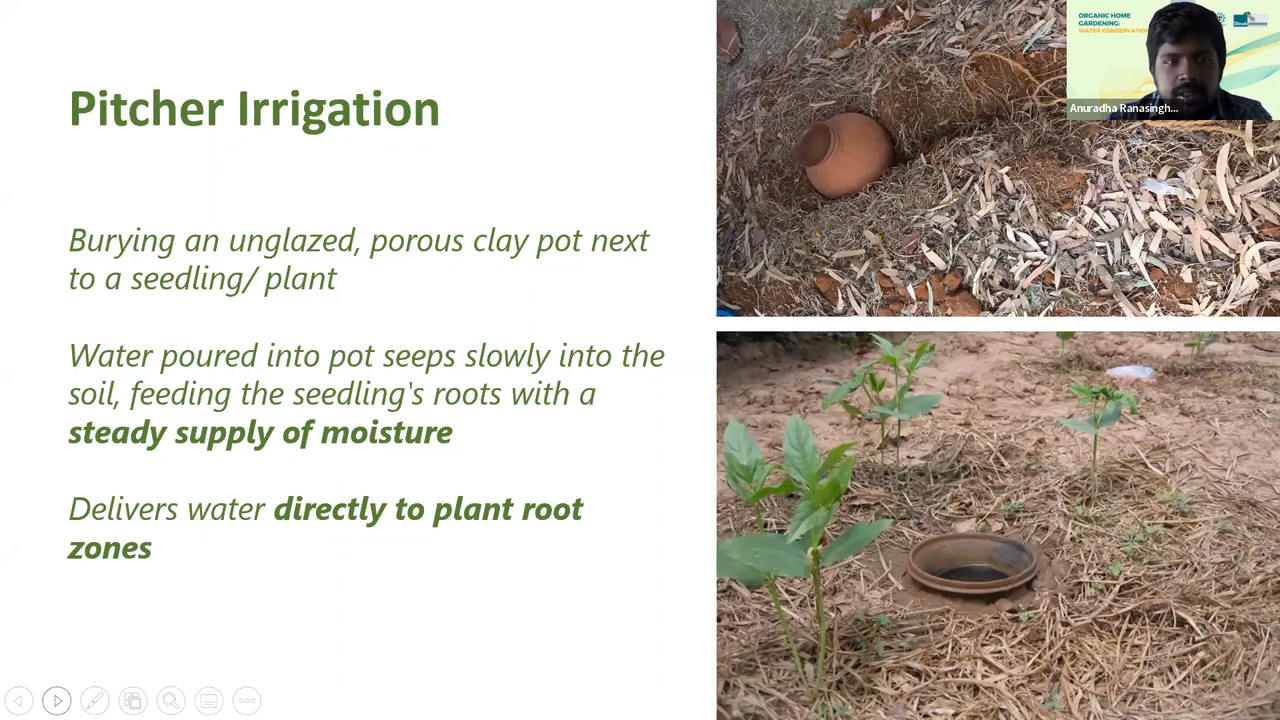 Pitcher Irrigation
Burying an unglazed, porous clay pot next
to a seedling/ plant
Water poured into pot seeps slowly into the
soil, feeding the seedling's roots with a
steady supply of moisture
Delivers water directly to plant root
zones
ORGANIC HOME
GARDENING:
WATER CONSERVATION
Anuradha Ranasingh...